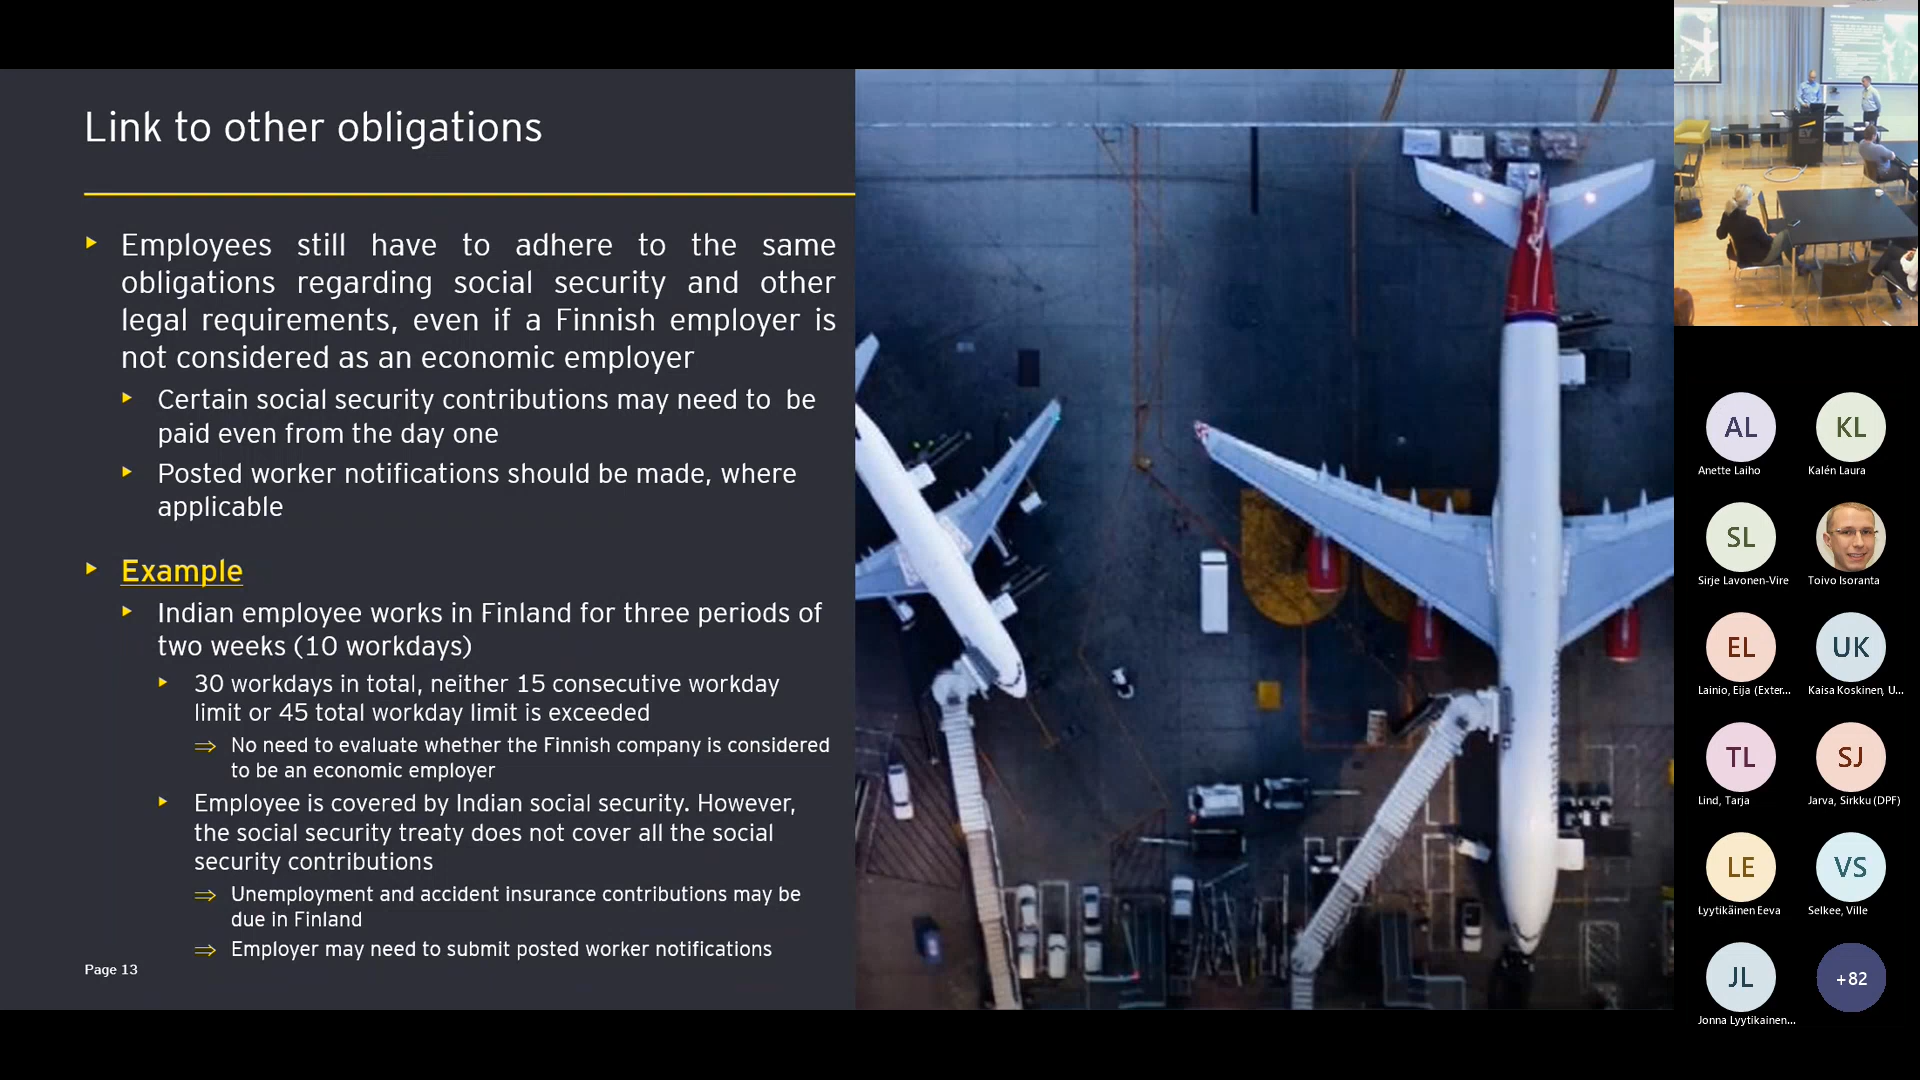 Link to other obligations
Employees still have to adhere to the same
obligations regarding social security and other
legal requirements, even if a Finnish employer is
not considered as an economic employer
Certain social security contributions may need to be
paid even from the day one
Posted worker notifications should be made, where
applicable
Example
Indian employee works in Finland for three periods of
two weeks (10 workdays)
30 workdays in total, neither 15 consecutive workday
limit or 45 total workday limit is exceeded
⇒ No need to evaluate whether the Finnish company is considered
to be an economic employer
Employee is covered by Indian social security. However,
the social security treaty does not cover all the social
security contributions
⇒ Unemployment and accident insurance contributions may be
due in Finland
⇒ Employer may need to submit posted worker notifications
Page 13
EY
AL
Anette Laiho
KL
Kalén Laura
SL
Sirje Lavonen-Vire
Toivo Isoranta
EL
Lainio, Eija (Exter...
UK
Kaisa Koskinen, U...
TL
Lind, Tarja
SJ
Jarva, Sirkku (DPF)
LE
Lyytikäinen Eeva
VS
Selkee, Ville
JL
Jonna Lyytikainen...
+82